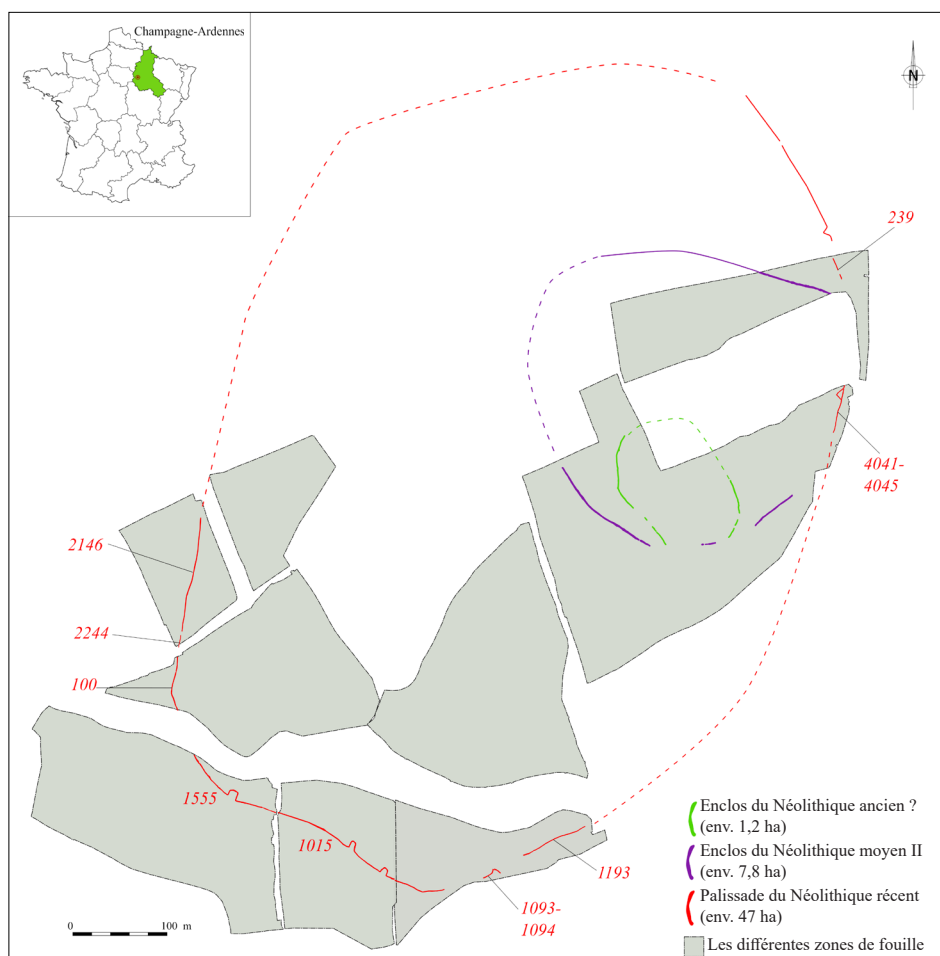 Champagne-Ardennes
N
239
4041-
4045
2146
2244
100
1555
1015
1193
1093-
1094
Enclos du Néolithique ancien ?
(env. 1,2 ha)
Enclos du Néolithique moyen II
(env. 7,8 ha)
Palissade du Néolithique récent
(env. 47 ha)
Les différentes zones de fouille
0 100 m